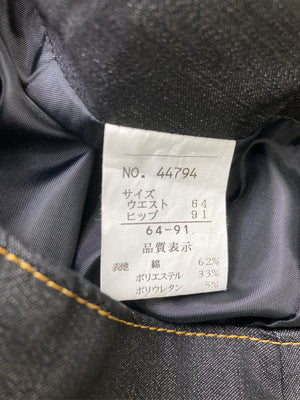 NO. 44794
サイズ
ウエスト 64
ヒップ 91
64-91
品質表示
表地 綿 62%
ポリエステル 33%
ポリウレタン 5%